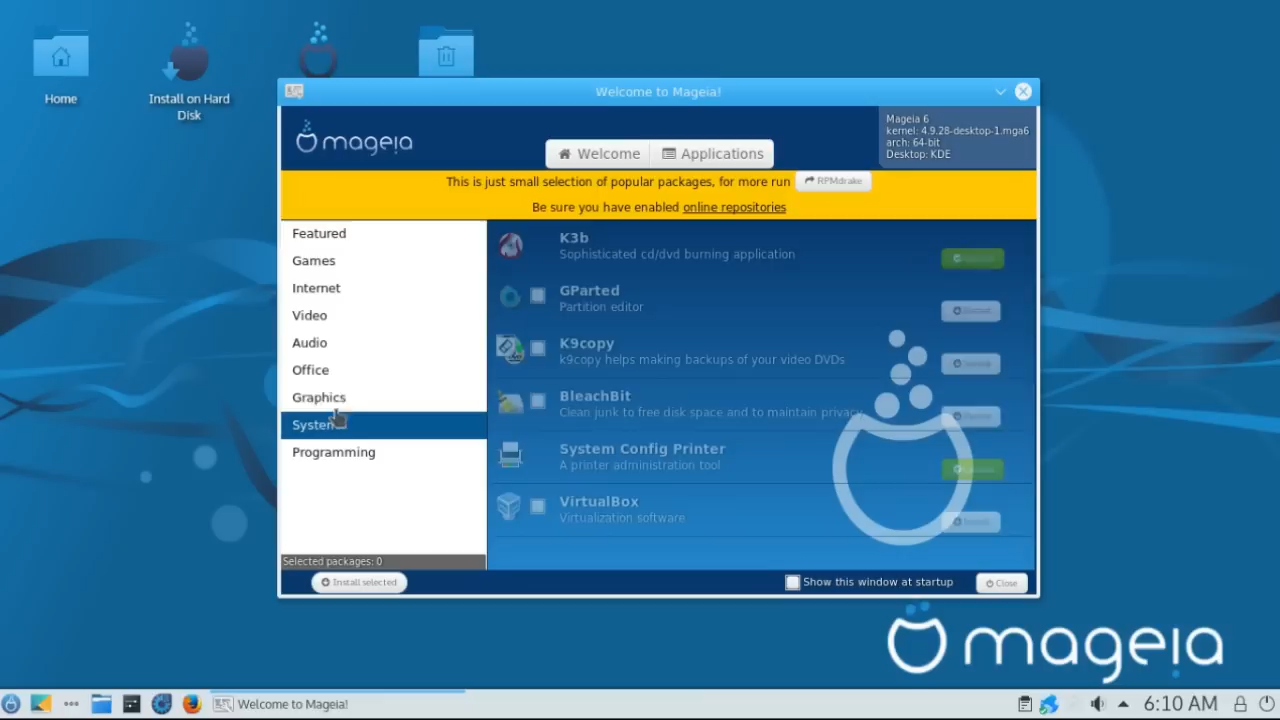 Home
Install on Hard
Disk
Welcome to Mageia!
mageia
Welcome
Applications
Mageia 6
kernel: 4.9.28-desktop-1.mga6
arch: 64-bit
Desktop: KDE
This is just small selection of popular packages, for more run RPMdrake
Be sure you have enabled online repositories
Featured
Games
Internet
Video
Audio
Office
Graphics
System
Programming
K3b
Sophisticated cd/dvd burning application
GParted
Partition editor
K9copy
k9copy helps making backups of your video DVDs
BleachBit
Clean junk to free disk space and to maintain privacy
System Config Printer
A printer administration tool
VirtualBox
Virtualization software
Selected packages: 0
Install selected
Show this window at startup
Close
mageia
Welcome to Mageia!
6:10 AM